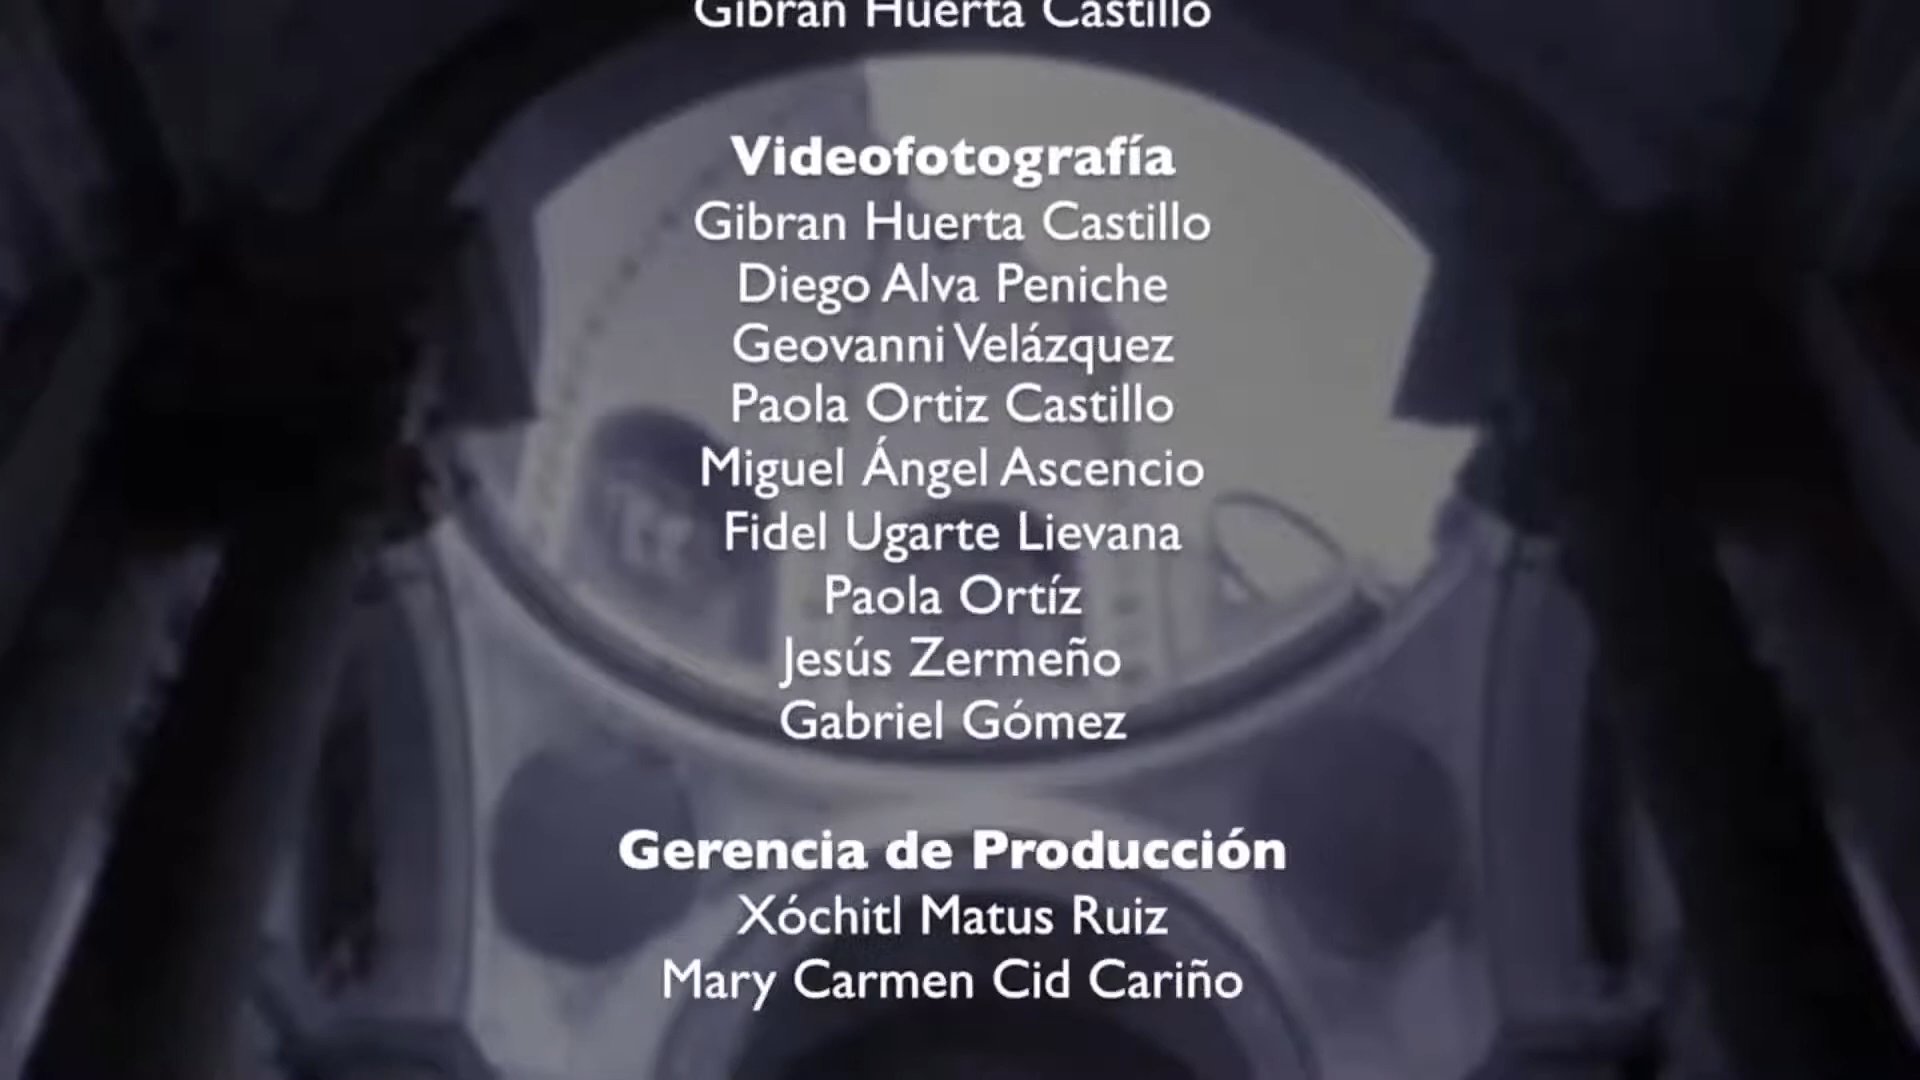 Gibran Huerta Castillo
Videofotografía
Gibran Huerta Castillo
Diego Alva Peniche
Geovanni Velázquez
Paola Ortiz Castillo
Miguel Ángel Ascencio
Fidel Ugarte Lievana
Paola Ortíz
Jesús Zermeño
Gabriel Gómez
Gerencia de Producción
Xóchitl Matus Ruiz
Mary Carmen Cid Cariño